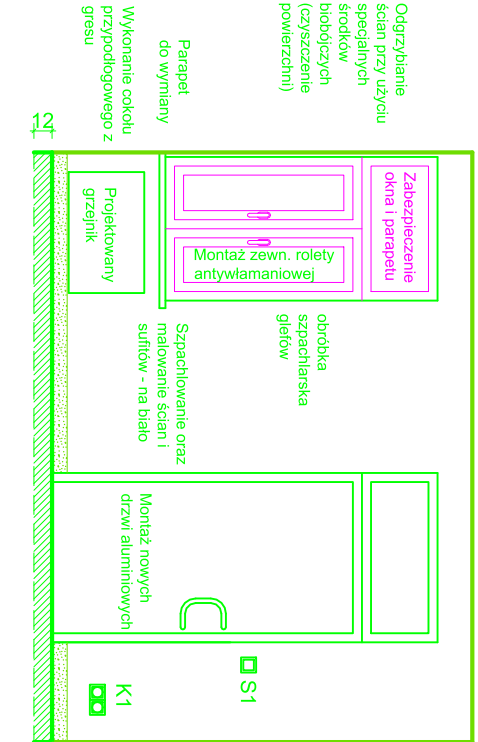 Odgrzybianie
ścian przy użyciu
specjalnych
środków
biobójczych
(czyszczenie
powierzchni)
Parapet
do wymiany
Wykonanie cokołu
przypodłogowego z
gresu
12
Zabezpieczenie
okna i parapetu
Montaż zewn. rolety
antywłamaniowej
Projektowany
grzejnik
obróbka
szpachlarska
glefów
Szpachlowanie oraz
malowanie ścian i
sufitów - na biało
Montaż nowych
drzwi aluminiowych
S1
K1